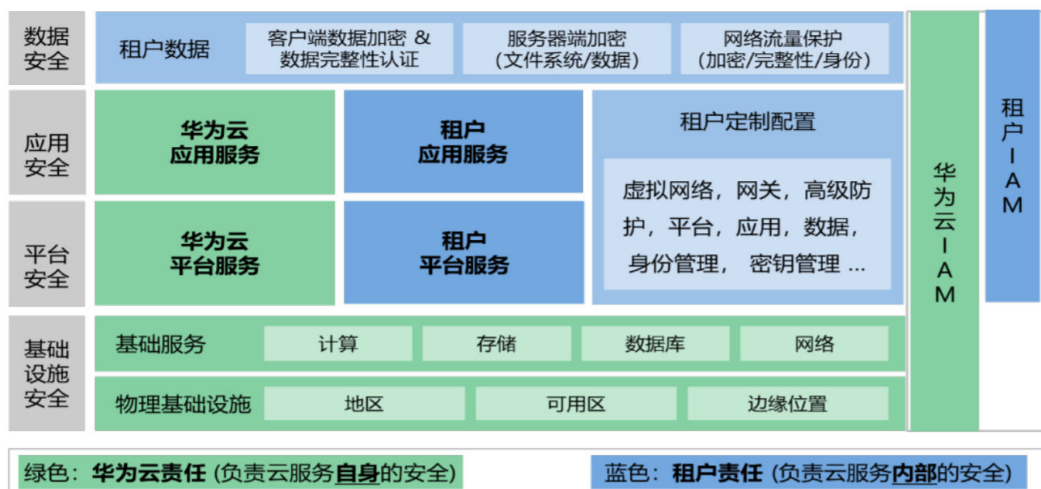 数据
安全
租户数据
客户端数据加密 &
数据完整性认证
服务器端加密
(文件系统/数据)
网络流量保护
(加密/完整性/身份)
应用
安全
华为云
应用服务
租户
应用服务
租户定制配置
虚拟网络，网关，高级防
护，平台，应用，数据，
身份管理， 密钥管理 ...
平台
安全
华为云
平台服务
租户
平台服务
基础
设施
安全
基础服务
计算
存储
数据库
网络
物理基础设施
地区
可用区
边缘位置
华为云IAM
租户IAM
绿色：华为云责任 (负责云服务自身的安全)
蓝色：租户责任 (负责云服务内部的安全)